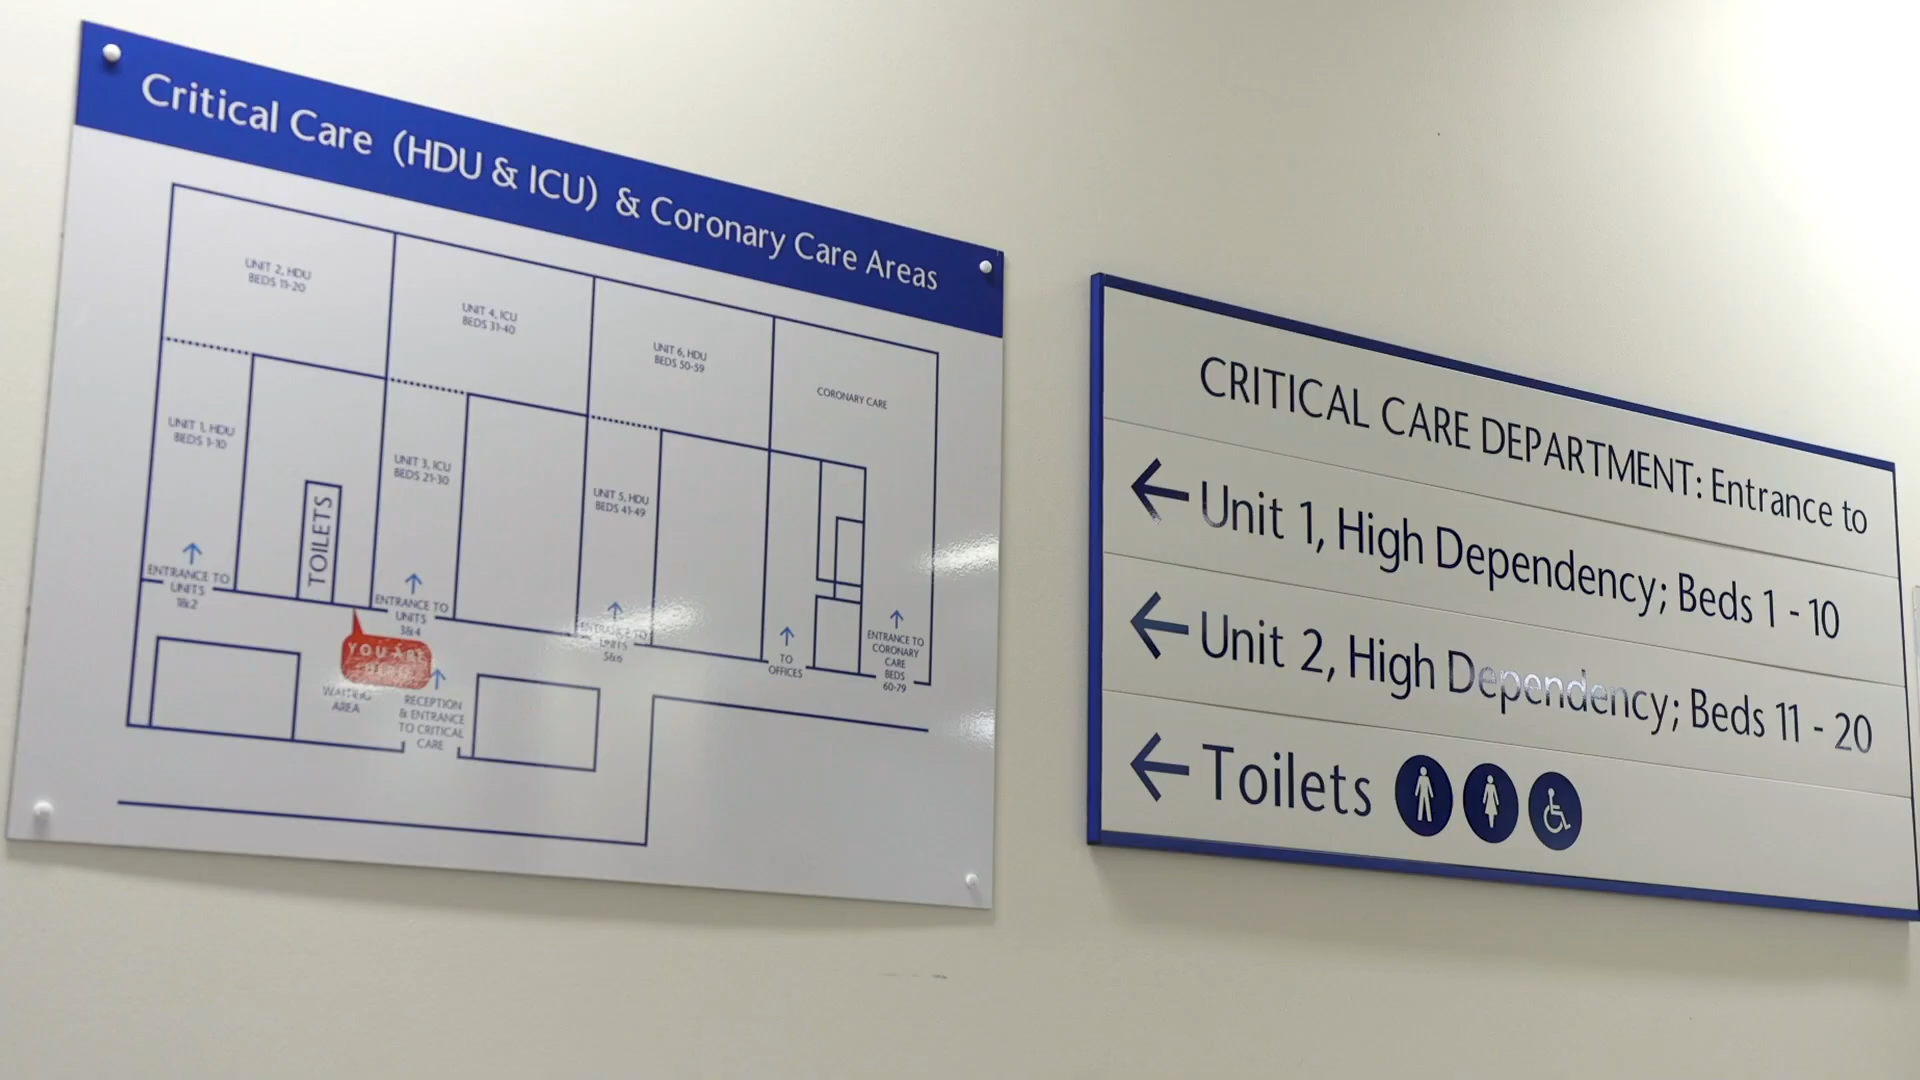 Critical Care (HDU & ICU) & Coronary Care Areas
UNIT 2, HDU
BEDS 11-20
UNIT 4, ICU
BEDS 31-40
UNIT 6, HDU
BEDS 50-59
CORONARY CARE
UNIT 1, HDU
BEDS 1-10
UNIT 3, ICU
BEDS 21-30
UNIT 5, HDU
BEDS 41-49
TOILETS
ENTRANCE TO
UNITS
1&2
ENTRANCE TO
UNITS
3&4
ENTRANCE TO
UNITS
5&6
TO
OFFICES
ENTRANCE TO
CORONARY
CARE
BEDS
60-79
YOU ARE
HERE
WAITING
AREA
RECEPTION
& ENTRANCE
TO CRITICAL
CARE
CRITICAL CARE DEPARTMENT: Entrance to
Unit 1, High Dependency; Beds 1 - 10
Unit 2, High Dependency; Beds 11 - 20
Toilets